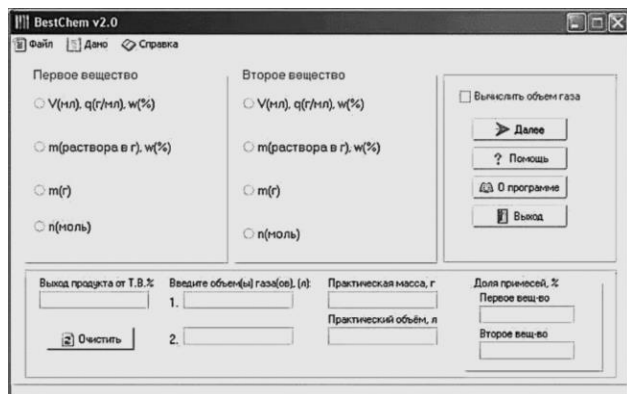 BestChem v2.0
Файл Дано Справка
Первое вещество
V(мл), q(г/мл), w(%)
m(раствора в г), w(%)
m(г)
n(моль)
Второе вещество
V(мл), q(г/мл), w(%)
m(раствора в г), w(%)
m(г)
n(моль)
Вычислить объем газа
Далее
? Помощь
О программе
Выход
Выход продукта от Т.В.%
Очистить
Введите объем(ы) газа(ов), (л):
1.
2.
Практическая масса, г
Практический объём, л
Доля примесей, %
Первое вещ-во
Второе вещ-во